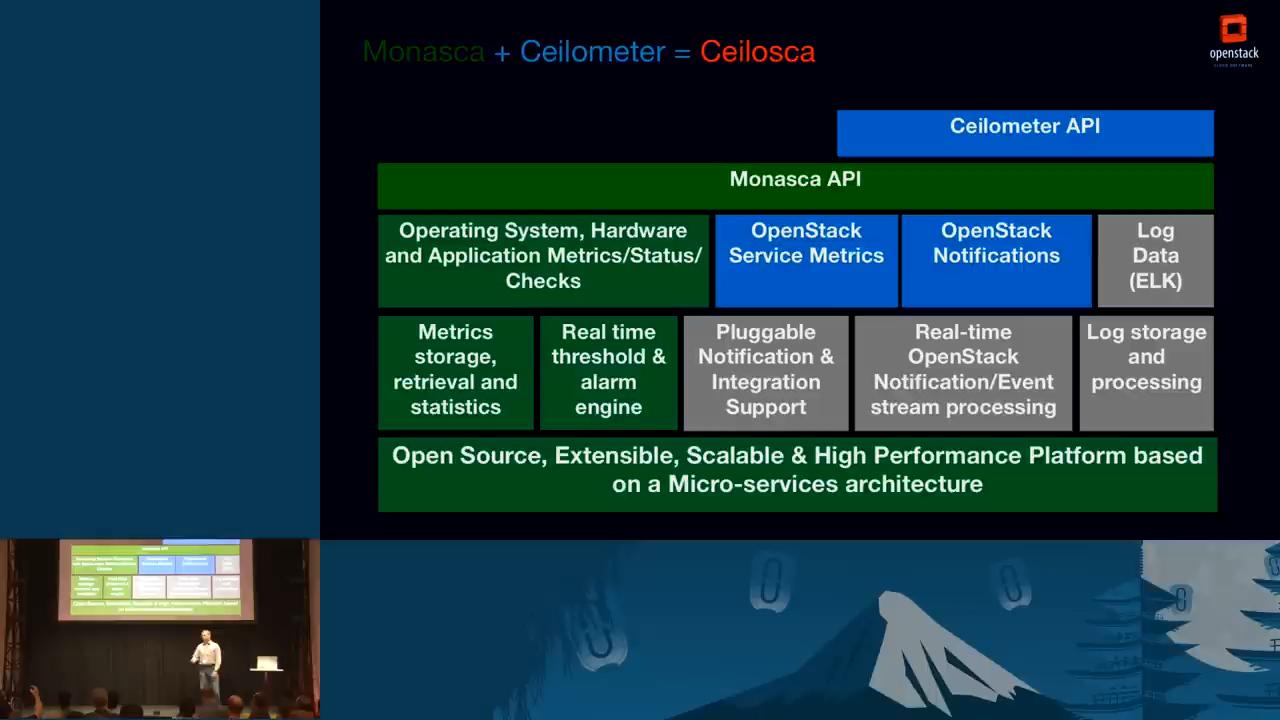 Monasca + Ceilometer = Ceilosca
openstack
CLOUD SOFTWARE
Ceilometer API
Monasca API
Operating System, Hardware
and Application Metrics/Status/
Checks
OpenStack
Service Metrics
OpenStack
Notifications
Log
Data
(ELK)
Metrics
storage,
retrieval and
statistics
Real time
threshold &
alarm
engine
Pluggable
Notification &
Integration
Support
Real-time
OpenStack
Notification/Event
stream processing
Log storage
and
processing
Open Source, Extensible, Scalable & High Performance Platform based
on a Micro-services architecture